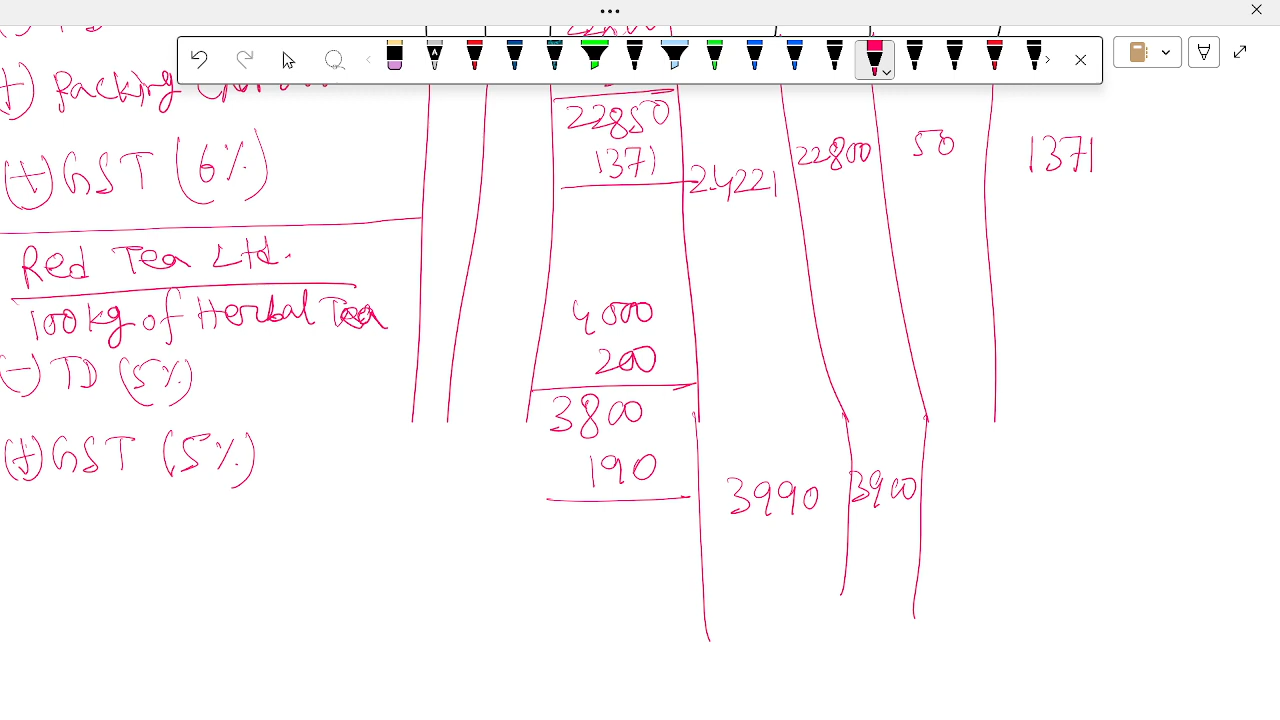 (+) Packing
22850
(+) GST (6%) 1371 24221 22800 50 1371
Red Tea Ltd.
100 kg of Herbal Tea 4000
(-) TD (5%) 200
3800
(+) GST (5%) 190 3990 3900